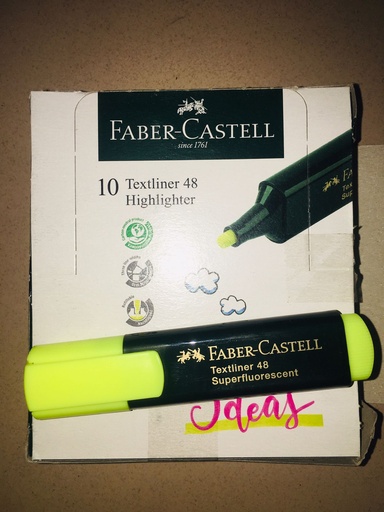 FABER-CASTELL
since 1761
10 Textliner 48
Highlighter
FABER-CASTELL
Textliner 48
Superfluorescent
Ideas